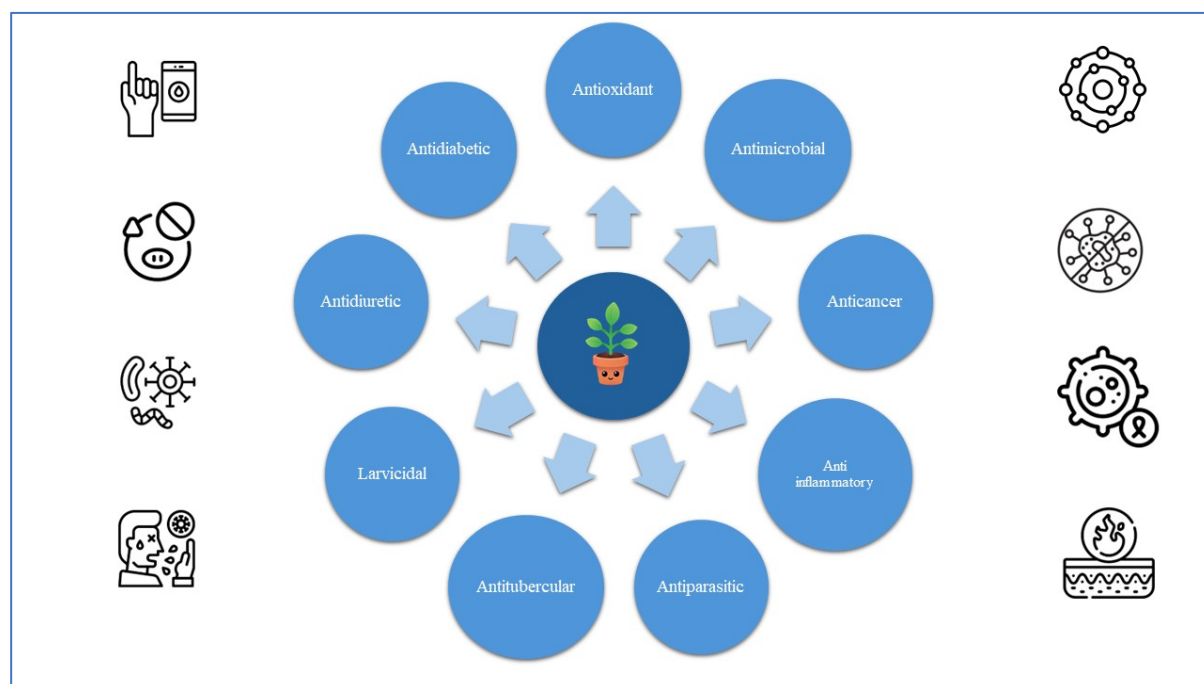 Antioxidant
Antimicrobial
Anticancer
Anti
inflammatory
Antiparasitic
Antitubercular
Larvicidal
Antidiuretic
Antidiabetic